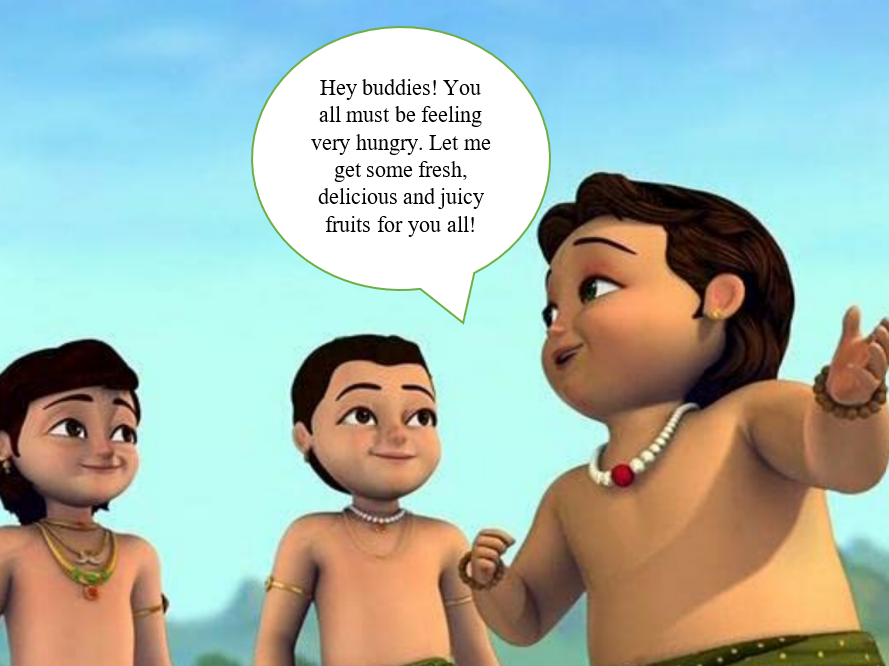 Hey buddies! You
all must be feeling
very hungry. Let me
get some fresh,
delicious and juicy
fruits for you all!